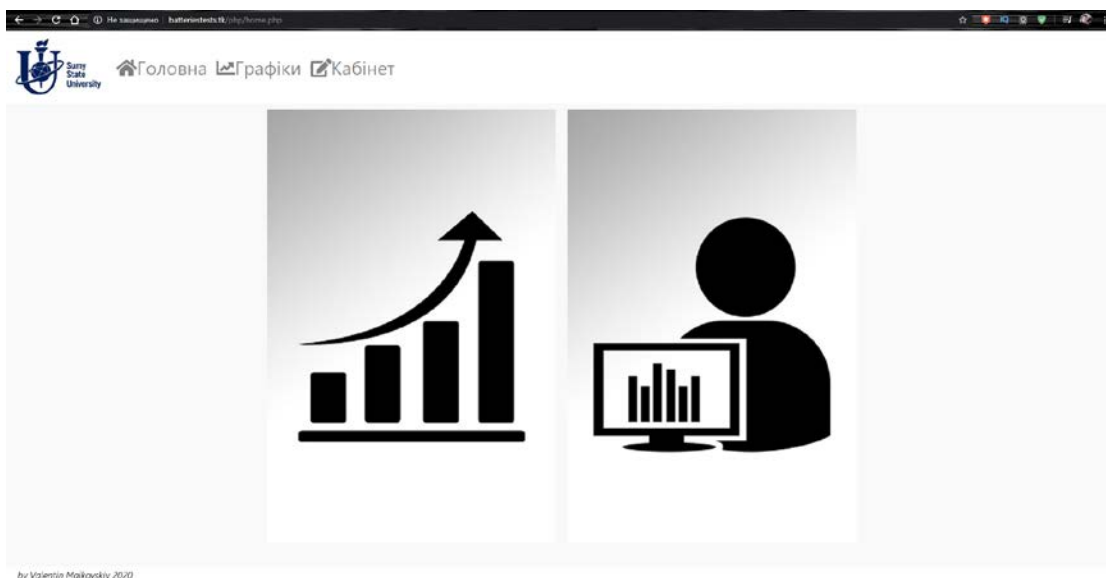 Не защищено | batteriestests.tk/php/home.php
Sumy
State
University
Головна Графіки Кабінет
by Valentin Maikovskiy 2020